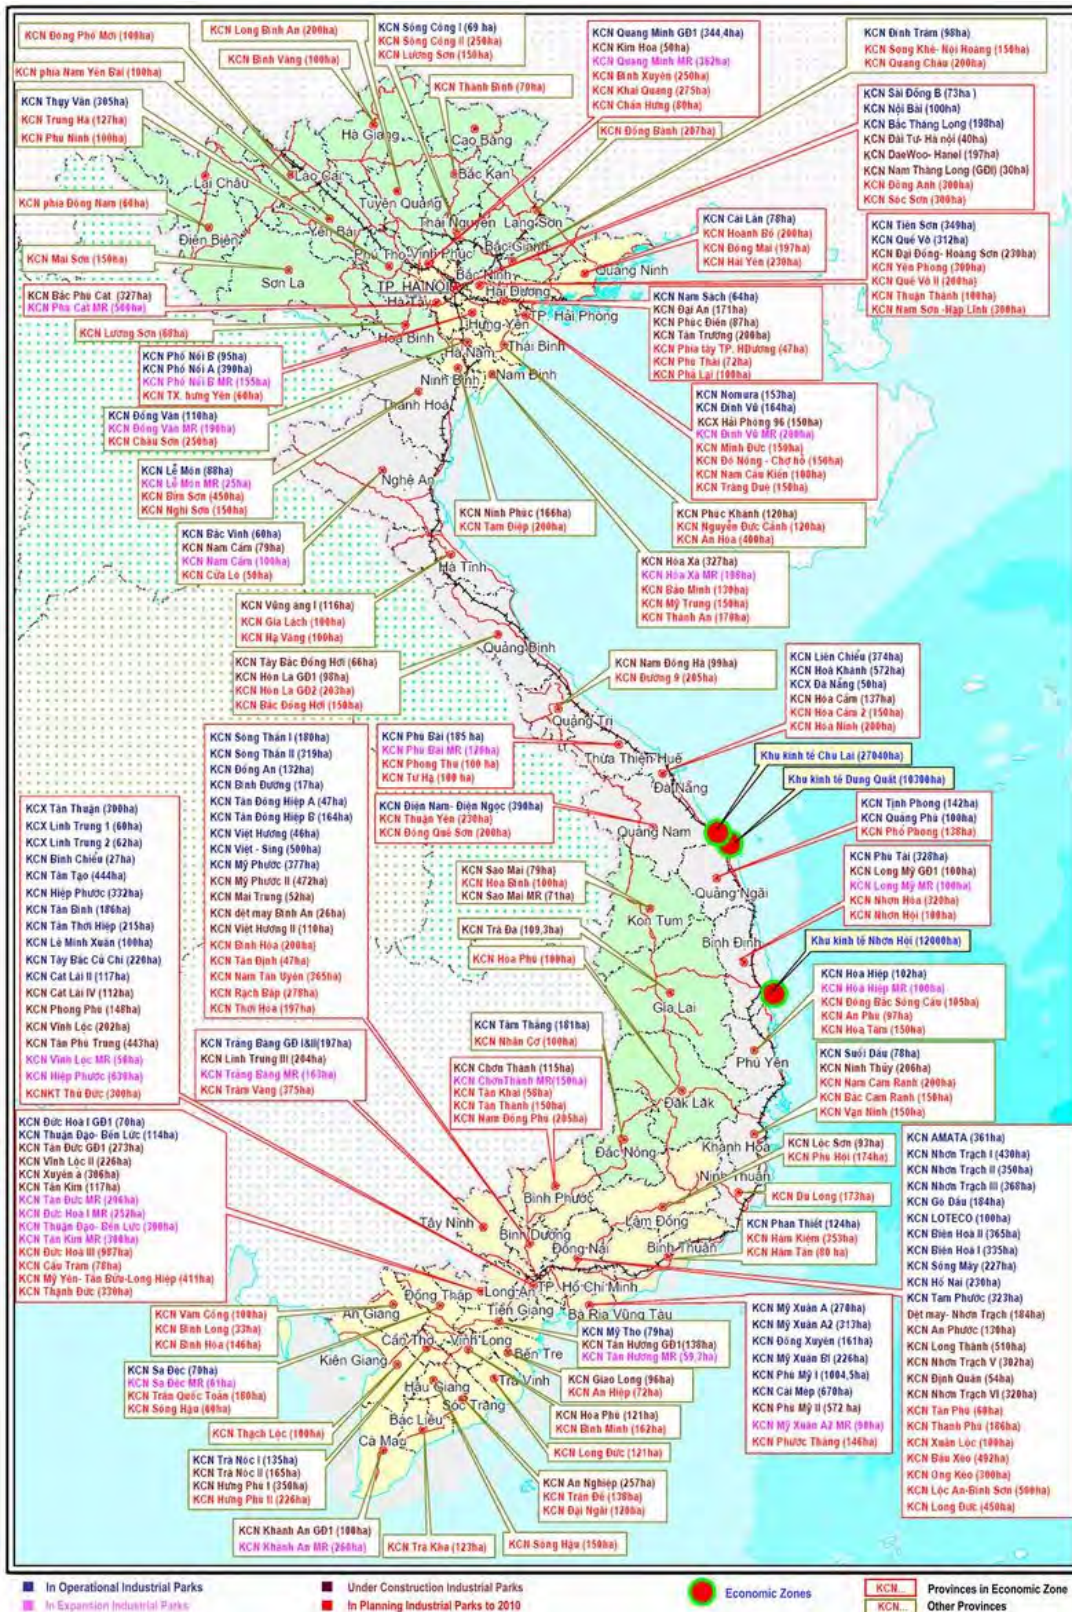 KCN Đồng Phố Mới (100ha)
KCN phía Nam Yên Bái (100ha)
KCN Thụy Vân (305ha)
KCN Trung Hà (127ha)
KCN Phú Ninh (100ha)
KCN phía Đông Nam (60ha)
KCN Mai Sơn (150ha)
KCN Long Bình An (200ha)
KCN Bình Vàng (100ha)
KCN Sông Công I (69 ha)
KCN Sông Công II (250ha)
KCN Lương Sơn (150ha)
KCN Thanh Bình (70ha)
KCN Quang Minh GĐ1 (344,4ha)
KCN Kim Hoa (50ha)
KCN Quang Minh MR (362ha)
KCN Bình Xuyên (250ha)
KCN Khai Quang (275ha)
KCN Chấn Hưng (80ha)
KCN Đồng Bành (207ha)
KCN Đình Trám (98ha)
KCN Song Khê- Nội Hoàng (150ha)
KCN Quang Châu (200ha)
KCN Sài Đồng B (73ha )
KCN Nội Bài (100ha)
KCN Bắc Thăng Long (198ha)
KCN Đài Tư- Hà nội (40ha)
KCN DaeWoo- Hanel (197ha)
KCN Nam Thăng Long (GĐI) (30ha)
KCN Đông Anh (300ha)
KCN Sóc Sơn (300ha)
KCN Cái Lân (78ha)
KCN Hoành Bồ (200ha)
KCN Đông Mai (197ha)
KCN Hải Yên (230ha)
KCN Tiên Sơn (349ha)
KCN Quế Võ (312ha)
KCN Đại Đồng- Hoàng Sơn (230ha)
KCN Yên Phong (300ha)
KCN Quế Võ II (200ha)
KCN Thuận Thành (100ha)
KCN Nam Sơn -Hạp Lĩnh (300ha)
KCN Bắc Phú Cát (327ha)
KCN Phú Cát MR (500ha)
KCN Lương Sơn (68ha)
KCN Nam Sách (64ha)
KCN Đại An (171ha)
KCN Phúc Điền (87ha)
KCN Tân Trường (200ha)
KCN Phía tây TP. HDương (47ha)
KCN Phú Thái (72ha)
KCN Phả Lại (100ha)
KCN Phố Nối B (95ha)
KCN Phố Nối A (390ha)
KCN Phố Nối B MR (155ha)
KCN TX. hưng Yên (60ha)
KCN Đồng Văn (110ha)
KCN Đồng Văn MR (190ha)
KCN Châu Sơn (250ha)
KCN Nomura (153ha)
KCN Đình Vũ (164ha)
KCX Hải Phòng 96 (150ha)
KCN Đình Vũ MR (200ha)
KCN Minh Đức (150ha)
KCN Đồ Nống - Chợ hỗ (150ha)
KCN Nam Cầu Kiền (100ha)
KCN Tràng Duệ (150ha)
KCN Lễ Môn (88ha)
KCN Lễ Môn MR (25ha)
KCN Bỉm Sơn (450ha)
KCN Nghi Sơn (150ha)
KCN Ninh Phúc (166ha)
KCN Tam Điệp (200ha)
KCN Phúc Khánh (120ha)
KCN Nguyễn Đức Cảnh (120ha)
KCN An Hòa (400ha)
KCN Bắc Vinh (60ha)
KCN Nam Cấm (79ha)
KCN Nam Cấm (100ha)
KCN Cửa Lò (50ha)
KCN Hòa Xá (327ha)
KCN Hòa Xá MR (198ha)
KCN Bảo Minh (130ha)
KCN Mỹ Trung (150ha)
KCN Thành An (170ha)
KCN Vũng áng I (116ha)
KCN Gia Lách (100ha)
KCN Hạ Vàng (100ha)
KCN Tây Bắc Đồng Hới (66ha)
KCN Hòn La GĐ1 (98ha)
KCN Hòn La GĐ2 (203ha)
KCN Bắc Đồng Hới (150ha)
KCN Nam Đông Hà (99ha)
KCN Đường 9 (205ha)
KCN Liên Chiểu (374ha)
KCN Hoà Khánh (572ha)
KCX Đà Nẵng (50ha)
KCN Hòa Cầm (137ha)
KCN Hòa Cầm 2 (150ha)
KCN Hòa Ninh (200ha)
KCN Phú Bài (185 ha)
KCN Phú Bài MR (120ha)
KCN Phong Thu (100 ha)
KCN Tứ Hạ (100 ha)
Khu kinh tế Chu Lai (27040ha)
Khu kinh tế Dung Quất (10300ha)
KCN Điện Nam- Điện Ngọc (390ha)
KCN Thuận Yên (230ha)
KCN Đông Quế Sơn (200ha)
KCN Tịnh Phong (142ha)
KCN Quảng Phú (100ha)
KCN Phổ Phong (138ha)
KCN Phú Tài (328ha)
KCN Long Mỹ GĐ1 (100ha)
KCN Long Mỹ MR (100ha)
KCN Nhơn Hòa (320ha)
KCN Nhơn Hội (100ha)
Khu kinh tế Nhơn Hội (12000ha)
KCN Sao Mai (79ha)
KCN Hòa Bình (100ha)
KCN Sao Mai MR (71ha)
KCN Trà Đa (109,3ha)
KCN Hòa Phú (100ha)
KCN Tâm Thắng (181ha)
KCN Nhân Cơ (100ha)
KCN Hòa Hiệp (102ha)
KCN Hòa Hiệp MR (100ha)
KCN Đông Bắc Sông Cầu (105ha)
KCN An Phú (97ha)
KCN Hòa Tâm (150ha)
KCN Suối Dầu (78ha)
KCN Ninh Thủy (206ha)
KCN Nam Cam Ranh (200ha)
KCN Bắc Cam Ranh (150ha)
KCN Vạn Ninh (150ha)
KCN Sóng Thần I (180ha)
KCN Sóng Thần II (319ha)
KCN Đồng An (132ha)
KCN Bình Đường (17ha)
KCN Tân Đông Hiệp A (47ha)
KCN Tân Đông Hiệp B (164ha)
KCN Việt Hương (46ha)
KCN Việt - Sing (500ha)
KCN Mỹ Phước (377ha)
KCN Mỹ Phước II (472ha)
KCN Mai Trung (52ha)
KCN dệt may Bình An (26ha)
KCN Việt Hương II (110ha)
KCN Bình Hòa (200ha)
KCN Tân Định (47ha)
KCN Nam Tân Uyên (365ha)
KCN Rạch Bắp (278ha)
KCN Thới Hòa (197ha)
KCX Tân Thuận (300ha)
KCX Linh Trung 1 (60ha)
KCX Linh Trung 2 (62ha)
KCN Bình Chiểu (27ha)
KCN Tân Tạo (444ha)
KCN Hiệp Phước (332ha)
KCN Tân Bình (186ha)
KCN Tân Thới Hiệp (215ha)
KCN Lê Minh Xuân (100ha)
KCN Tây Bắc Củ Chi (220ha)
KCN Cát Lái II (117ha)
KCN Cát Lái IV (112ha)
KCN Phong Phú (148ha)
KCN Vĩnh Lộc (202ha)
KCN Tân Phú Trung (443ha)
KCN Vĩnh Lộc MR (50ha)
KCN Hiệp Phước (630ha)
KCNKT Thủ Đức (300ha)
KCN Trảng Bàng GĐ I&II(197ha)
KCN Linh Trung III (204ha)
KCN Trảng Bàng MR (163ha)
KCN Trâm Vàng (375ha)
KCN Chơn Thành (115ha)
KCN ChơnThành MR(150ha)
KCN Tân Khai (58ha)
KCN Tân Thành (150ha)
KCN Nam Đồng Phú (205ha)
KCN Lộc Sơn (93ha)
KCN Phú Hội (174ha)
KCN Du Long (173ha)
KCN Phan Thiết (124ha)
KCN Hàm Kiệm (353ha)
KCN Hàm Tân (80 ha)
KCN Đức Hoà I GĐ1 (70ha)
KCN Thuận Đạo- Bến Lức (114ha)
KCN Tân Đức GĐ1 (273ha)
KCN Vĩnh Lộc II (226ha)
KCN Xuyên á (306ha)
KCN Tân Kim (117ha)
KCN Tân Đức MR (296ha)
KCN Đức Hoà I MR (252ha)
KCN Thuận Đạo- Bến Lức (300ha)
KCN Tân Kim MR (300ha)
KCN Đức Hoà III (987ha)
KCN Cầu Tràm (78ha)
KCN Mỹ Yên- Tân Bửu-Long Hiệp (411ha)
KCN Thạnh Đức (330ha)
KCN AMATA (361ha)
KCN Nhơn Trạch I (430ha)
KCN Nhơn Trạch II (350ha)
KCN Nhơn Trạch III (368ha)
KCN Gò Dầu (184ha)
KCN LOTECO (100ha)
KCN Biên Hoà II (365ha)
KCN Biên Hoà I (335ha)
KCN Sông Mây (227ha)
KCN Hố Nai (230ha)
KCN Tam Phước (323ha)
Dệt may- Nhơn Trạch (184ha)
KCN An Phước (130ha)
KCN Long Thành (510ha)
KCN Nhơn Trạch V (302ha)
KCN Định Quán (54ha)
KCN Nhơn Trạch VI (320ha)
KCN Tân Phú (60ha)
KCN Thạnh Phú (186ha)
KCN Xuân Lộc (100ha)
KCN Bàu Xéo (492ha)
KCN Ông Kèo (300ha)
KCN Lộc An-Bình Sơn (500ha)
KCN Long Đức (450ha)
KCN Mỹ Xuân A (270ha)
KCN Mỹ Xuân A2 (313ha)
KCN Đông Xuyên (161ha)
KCN Mỹ Xuân BI (226ha)
KCN Phú Mỹ I (1004,5ha)
KCN Cái Mép (670ha)
KCN Phú Mỹ II (572 ha)
KCN Mỹ Xuân A2 MR (90ha)
KCN Phước Thắng (146ha)
KCN Vàm Cống (100ha)
KCN Bình Long (33ha)
KCN Bình Hòa (146ha)
KCN Sa Đéc (70ha)
KCN Sa Đéc MR (61ha)
KCN Trần Quốc Toản (180ha)
KCN Sông Hậu (60ha)
KCN Mỹ Tho (79ha)
KCN Tân Hương GĐ1(138ha)
KCN Tân Hương MR (59,7ha)
KCN Giao Long (96ha)
KCN An Hiệp (72ha)
KCN Hòa Phú (121ha)
KCN Bình Minh (162ha)
KCN Long Đức (121ha)
KCN Thạch Lộc (100ha)
KCN Trà Nóc I (135ha)
KCN Trà Nóc II (165ha)
KCN Hưng Phú I (350ha)
KCN Hưng Phú II (226ha)
KCN An Nghiệp (257ha)
KCN Trần Đề (138ha)
KCN Đại Ngãi (120ha)
KCN Khánh An GĐ1 (100ha)
KCN Khánh An MR (260ha)
KCN Trà Kha (123ha)
KCN Sông Hậu (150ha)
Hà Giang
Cao Bằng
Lai Châu
Lào Cai
Bắc Kạn
Tuyên Quang
Thái Nguyên
Lạng Sơn
Điện Biên
Yên Bái
Phú Thọ
Vĩnh Phúc
Bắc Giang
Quảng Ninh
Sơn La
Bắc Ninh
TP. HÀ NỘI
Hải Dương
Hà Tây
Hưng Yên
TP. Hải Phòng
Hoà Bình
Hà Nam
Thái Bình
Ninh Bình
Nam Định
Thanh Hoá
Nghệ An
Hà Tĩnh
Quảng Bình
Quảng Trị
Thừa Thiên Huế
Đà Nẵng
Quảng Nam
Quảng Ngãi
Kon Tum
Bình Định
Gia Lai
Phú Yên
Đăk Lăk
Khánh Hòa
Đắc Nông
Ninh Thuận
Bình Phước
Lâm Đồng
Tây Ninh
Bình Dương
Đồng Nai
Bình Thuận
TP. Hồ Chí Minh
Long An
Bà Rịa Vũng Tàu
Đồng Tháp
An Giang
Tiền Giang
Cần Thơ
Vĩnh Long
Bến Tre
Kiên Giang
Trà Vinh
Hậu Giang
Sóc Trăng
Bạc Liêu
Cà Mau
In Operational Industrial Parks
In Expansion Industrial Parks
Under Construction Industrial Parks
In Planning Industrial Parks to 2010
Economic Zones
KCN...
Provinces in Economic Zone
KCN...
Other Provinces